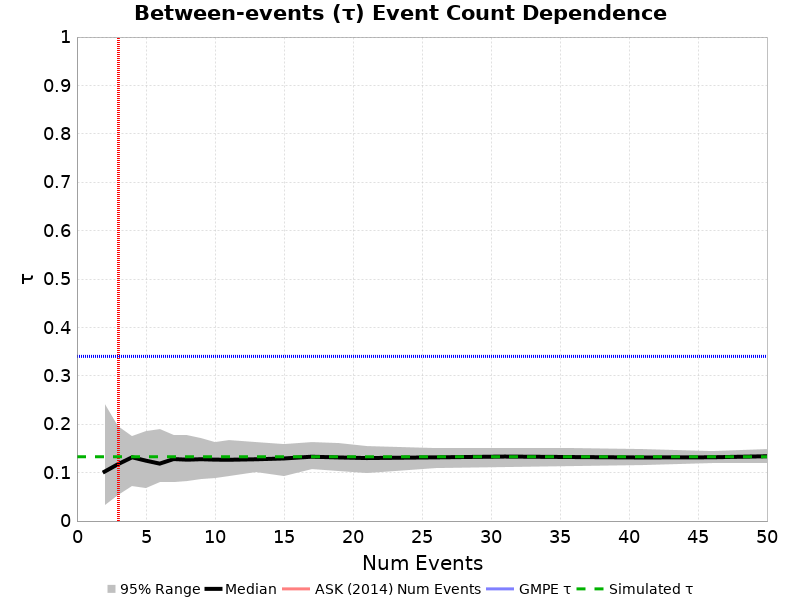 Between-events (τ) Event Count Dependence
1
0.9
0.8
0.7
0.6
0.5
0.4
0.3
0.2
0.1
0
τ
0 5 10 15 20 25 30 35 40 45 50
Num Events
95% Range Median ASK (2014) Num Events GMPE τ Simulated τ